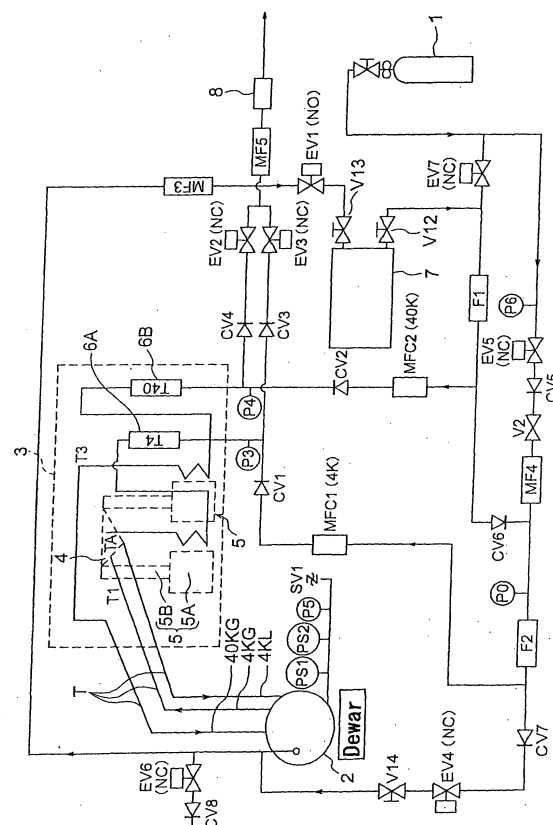 8
1
MF5
EV1 (NO)
MF3
V13
EV7 (NC)
EV2 (NC)
EV3 (NC)
V12
7
F1
P6
CV4
CV3
EV5 (NC)
6B
6A
MFC2 (40K)
CV2
CV5
T40
P4
V2
3
T4
P3
MF4
T3
CV1
MFC1 (4K)
CV6
TA
4
5
T1
P0
5B
5A
5
SV1
F2
40KG
4KG
4KL
P5
PS2
PS1
T
Dewar
2
CV7
V14
EV4 (NC)
EV6 (NC)
CV8